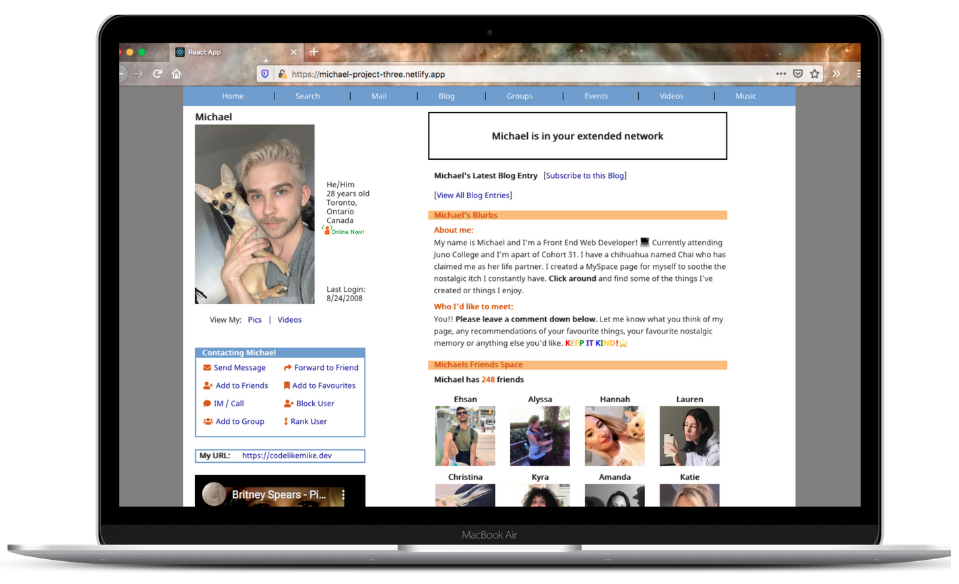 React App
https://michael-project-three.netlify.app
Home | Search | Mail | Blog | Groups | Events | Videos | Music
Michael
He/Him
28 years old
Toronto,
Ontario
Canada
Online Now!
Last Login:
8/24/2008
View My: Pics | Videos
Contacting Michael
Send Message Forward to Friend
Add to Friends Add to Favourites
IM / Call Block User
Add to Group Rank User
My URL: https://codelikemike.dev
Britney Spears - Pi...
Michael is in your extended network
Michael's Latest Blog Entry [Subscribe to this Blog]
[View All Blog Entries]
Michael's Blurbs
About me:
My name is Michael and I'm a Front End Web Developer! Currently attending
Juno College and I'm apart of Cohort 31. I have a chihuahua named Chai who has
claimed me as her life partner. I created a MySpace page for myself to soothe the
nostalgic itch I constantly have. Click around and find some of the things I've
created or things I enjoy.
Who I'd like to meet:
You!! Please leave a comment down below. Let me know what you think of my
page, any recommendations of your favourite things, your favourite nostalgic
memory or anything else you'd like. KEEP IT KIND!
Michaels Friends Space
Michael has 248 friends
Ehsan Alyssa Hannah Lauren
Christina Kyra Amanda Katie
MacBook Air